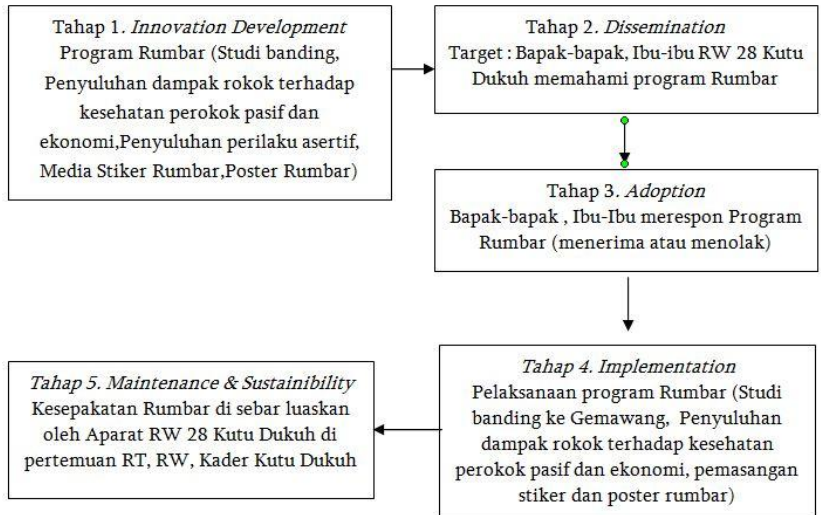 Tahap 1. Innovation Development
Program Rumbar (Studi banding,
Penyuluhan dampak rokok terhadap
kesehatan perokok pasif dan
ekonomi,Penyuluhan perilaku asertif,
Media Stiker Rumbar,Poster Rumbar)
Tahap 2. Dissemination
Target : Bapak-bapak, Ibu-ibu RW 28 Kutu
Dukuh memahami program Rumbar
Tahap 3. Adoption
Bapak-bapak , Ibu-Ibu merespon Program
Rumbar (menerima atau menolak)
Tahap 4. Implementation
Pelaksanaan program Rumbar (Studi
banding ke Gemawang, Penyuluhan
dampak rokok terhadap kesehatan
perokok pasif dan ekonomi, pemasangan
stiker dan poster rumbar)
Tahap 5. Maintenance & Sustainibility
Kesepakatan Rumbar di sebar luaskan
oleh Aparat RW 28 Kutu Dukuh di
pertemuan RT, RW, Kader Kutu Dukuh